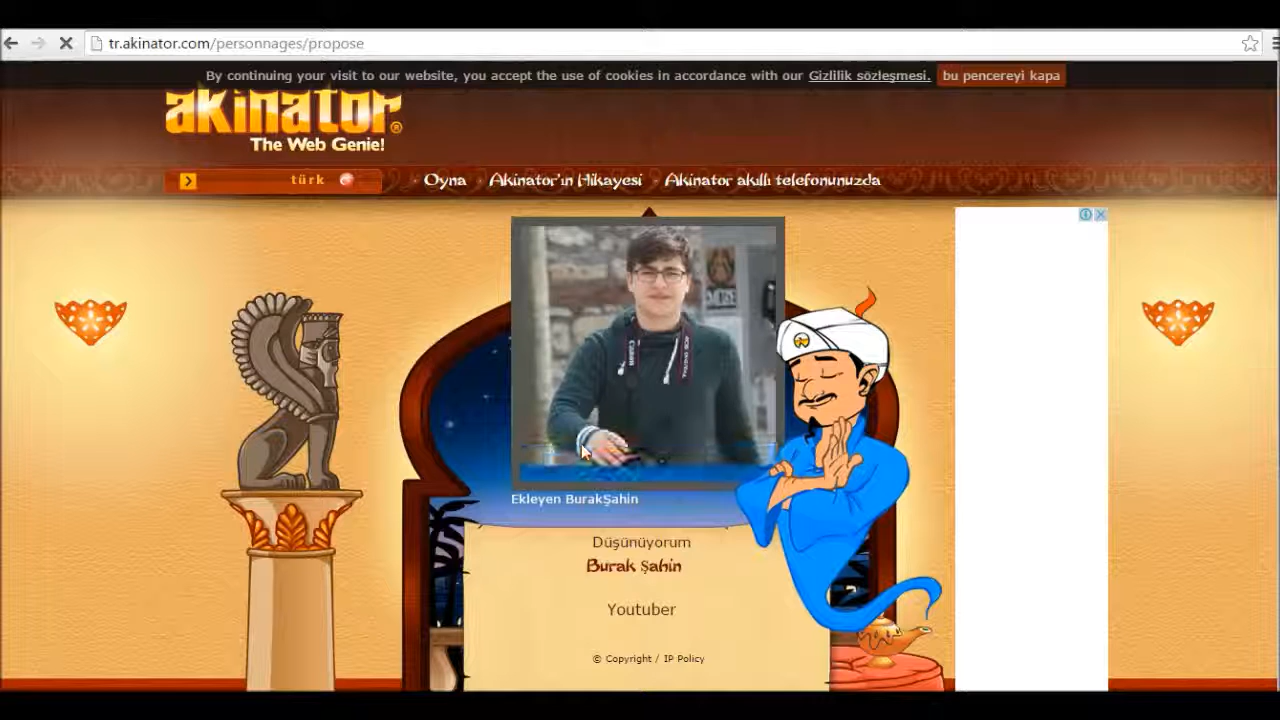 tr.akinator.com/personnages/propose
By continuing your visit to our website, you accept the use of cookies in accordance with our Gizlilik sözleşmesi. bu pencereyi kapa
akinator®
The Web Genie!
türk
Oyna
Akinator'ın Hikayesi
Akinator akıllı telefonunuzda
Ekleyen BurakŞahin
Düşünüyorum
Burak Şahin
Youtuber
© Copyright / IP Policy